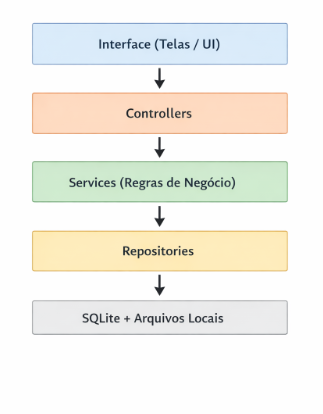 Interface (Telas / UI)
Controllers
Services (Regras de Negócio)
Repositories
SQLite + Arquivos Locais